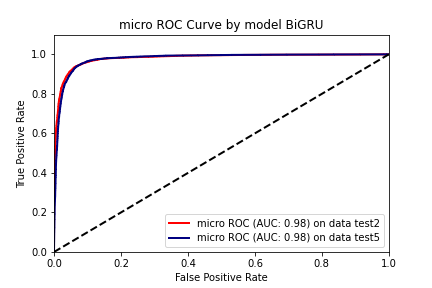 micro ROC Curve by model BiGRU
True Positive Rate
1.0
0.8
0.6
0.4
0.2
0.0
micro ROC (AUC: 0.98) on data test2
micro ROC (AUC: 0.98) on data test5
0.0 0.2 0.4 0.6 0.8 1.0
False Positive Rate